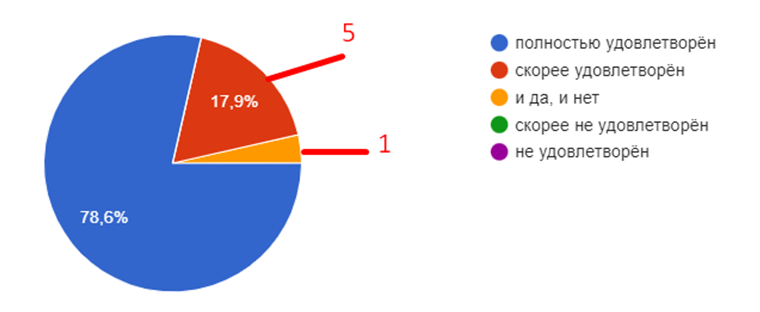 5
17,9%
1
78,6%
полностью удовлетворён
скорее удовлетворён
и да, и нет
скорее не удовлетворён
не удовлетворён